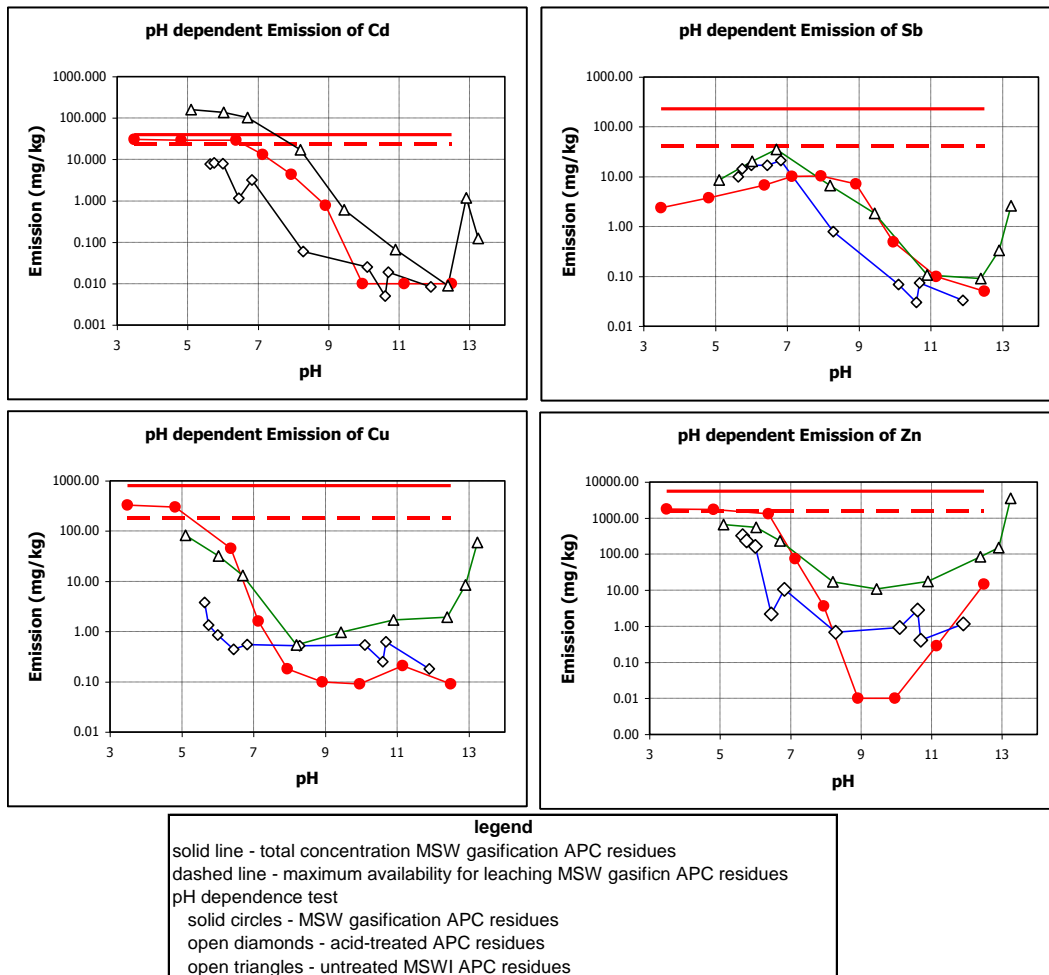 pH dependent Emission of Cd
1000.000
100.000
10.000
1.000
0.100
0.010
0.001
Emission (mg/kg)
3 5 7 9 11 13
pH
pH dependent Emission of Sb
1000.00
100.00
10.00
1.00
0.10
0.01
Emission (mg/kg)
3 5 7 9 11 13
pH
pH dependent Emission of Cu
1000.00
100.00
10.00
1.00
0.10
0.01
Emission (mg/kg)
3 5 7 9 11 13
pH
pH dependent Emission of Zn
10000.00
1000.00
100.00
10.00
1.00
0.10
0.01
0.00
Emission (mg/kg)
3 5 7 9 11 13
pH
legend
solid line - total concentration MSW gasification APC residues
dashed line - maximum availability for leaching MSW gasificn APC residues
pH dependence test
solid circles - MSW gasification APC residues
open diamonds - acid-treated APC residues
open triangles - untreated MSWI APC residues